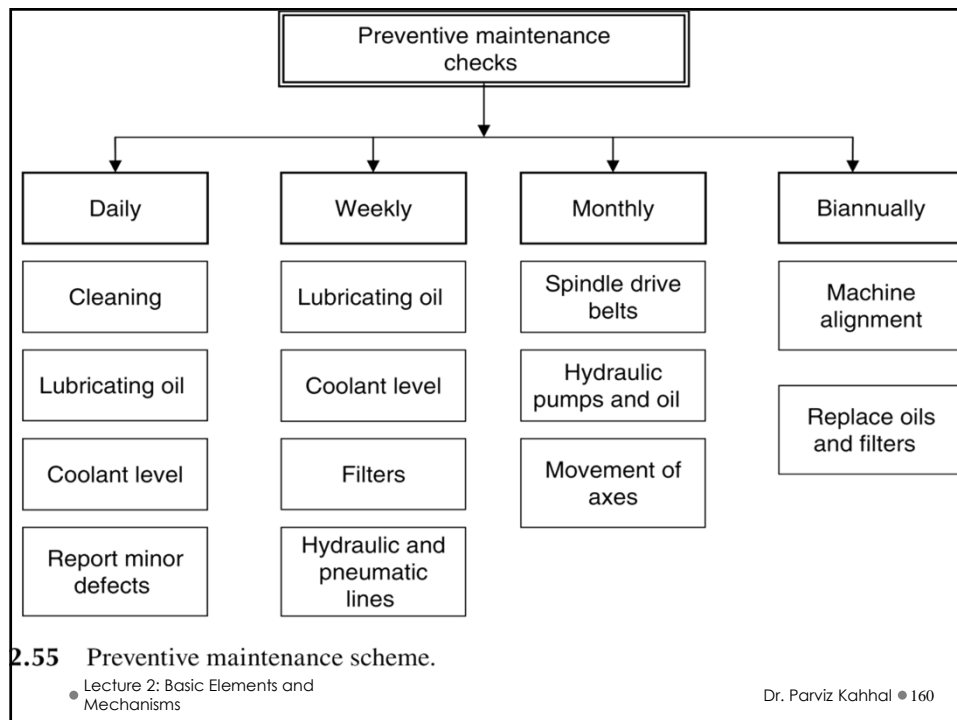 Preventive maintenance
checks
Daily
Weekly
Monthly
Biannually
Cleaning
Lubricating oil
Coolant level
Report minor
defects
Lubricating oil
Coolant level
Filters
Hydraulic and
pneumatic
lines
Spindle drive
belts
Hydraulic
pumps and oil
Movement of
axes
Machine
alignment
Replace oils
and filters
2.55 Preventive maintenance scheme.
• Lecture 2: Basic Elements and
Mechanisms
Dr. Parviz Kahhal • 160